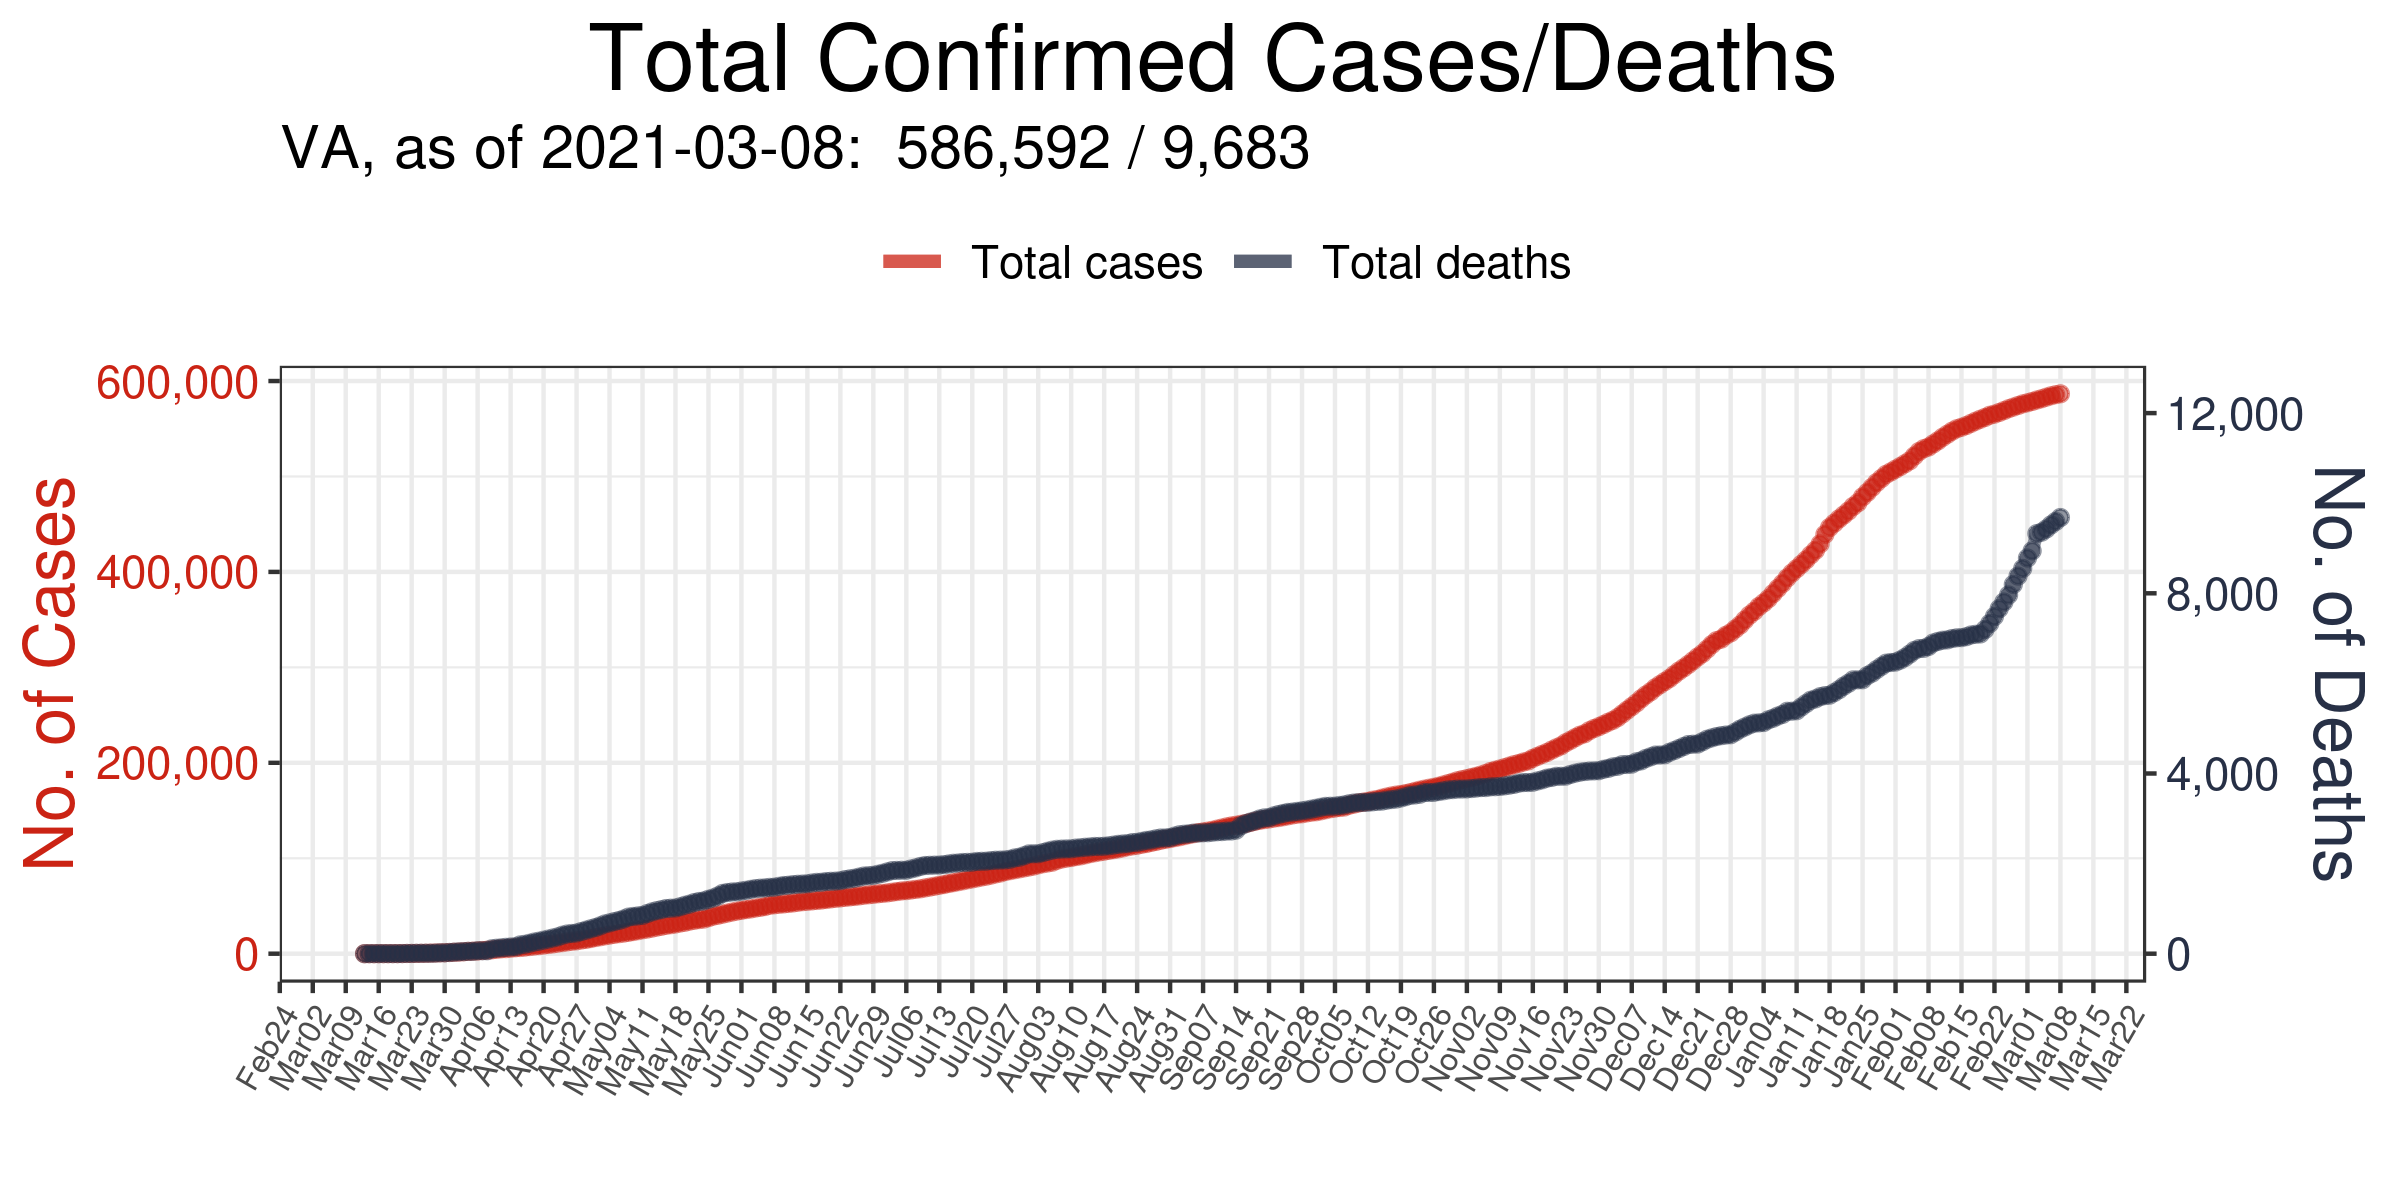 Total Confirmed Cases/Deaths
VA, as of 2021-03-08:  586,592 / 9,683
Total cases
Total deaths
No. of Cases
600,000
400,000
200,000
0
12,000
8,000
4,000
0
No. of Deaths
Feb24
Mar02
Mar09
Mar16
Mar23
Mar30
Apr06
Apr13
Apr20
Apr27
May04
May11
May18
May25
Jun01
Jun08
Jun15
Jun22
Jun29
Jul06
Jul13
Jul20
Jul27
Aug03
Aug10
Aug17
Aug24
Aug31
Sep07
Sep14
Sep21
Sep28
Oct05
Oct12
Oct19
Oct26
Nov02
Nov09
Nov16
Nov23
Nov30
Dec07
Dec14
Dec21
Dec28
Jan04
Jan11
Jan18
Jan25
Feb01
Feb08
Feb15
Feb22
Mar01
Mar08
Mar15
Mar22